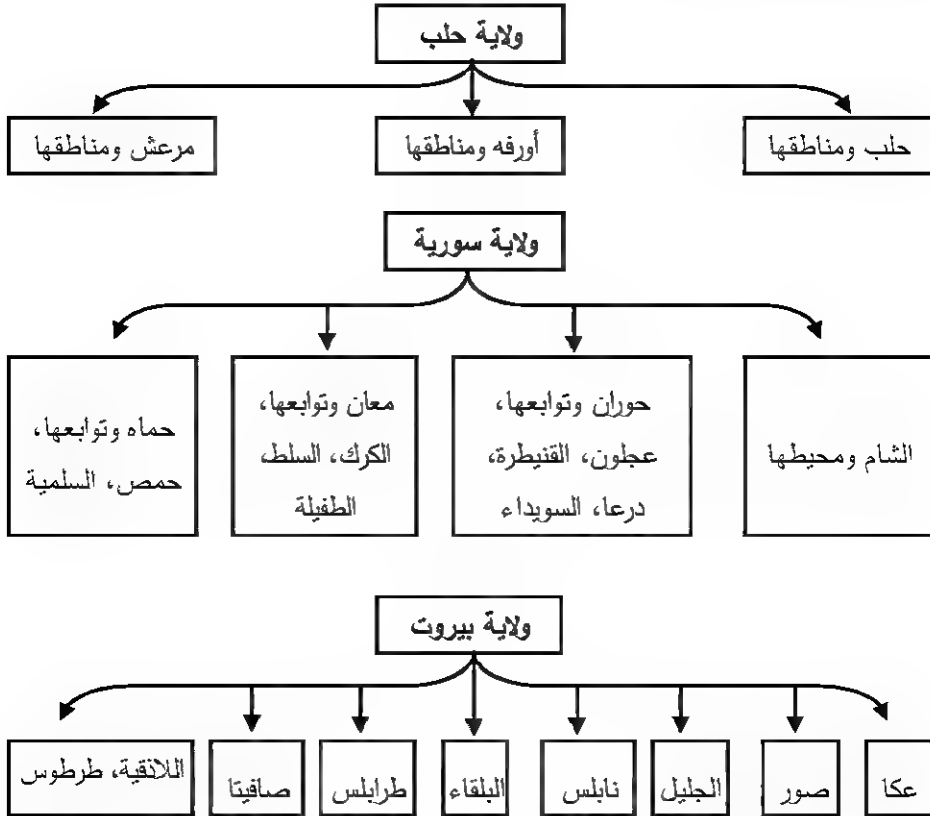 ولاية حلب
حلب ومناطقها
أورفه ومناطقها
مرعش ومناطقها
ولاية سورية
الشام ومحيطها
حوران وتوابعها،
عجلون، القنيطرة،
درعا، السويداء
معان وتوابعها،
الكرك، السلط،
الطفيلة
حماه وتوابعها،
حمص، السلمية
ولاية بيروت
عكا
صور
الجليل
نابلس
البلقاء
طرابلس
صافيتا
اللاذقية، طرطوس